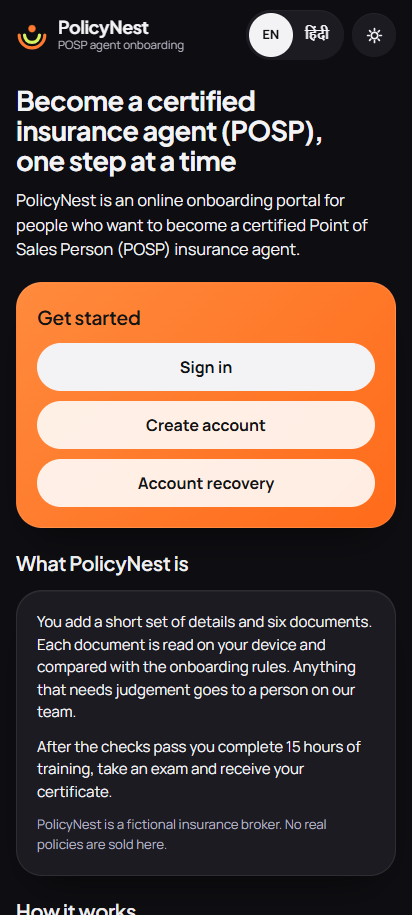 PolicyNest
POSP agent onboarding
EN
हिंदी
Become a certified
insurance agent (POSP),
one step at a time
PolicyNest is an online onboarding portal for
people who want to become a certified Point of
Sales Person (POSP) insurance agent.
Get started
Sign in
Create account
Account recovery
What PolicyNest is
You add a short set of details and six documents.
Each document is read on your device and
compared with the onboarding rules. Anything
that needs judgement goes to a person on our
team.
After the checks pass you complete 15 hours of
training, take an exam and receive your
certificate.
PolicyNest is a fictional insurance broker. No real
policies are sold here.
How it works